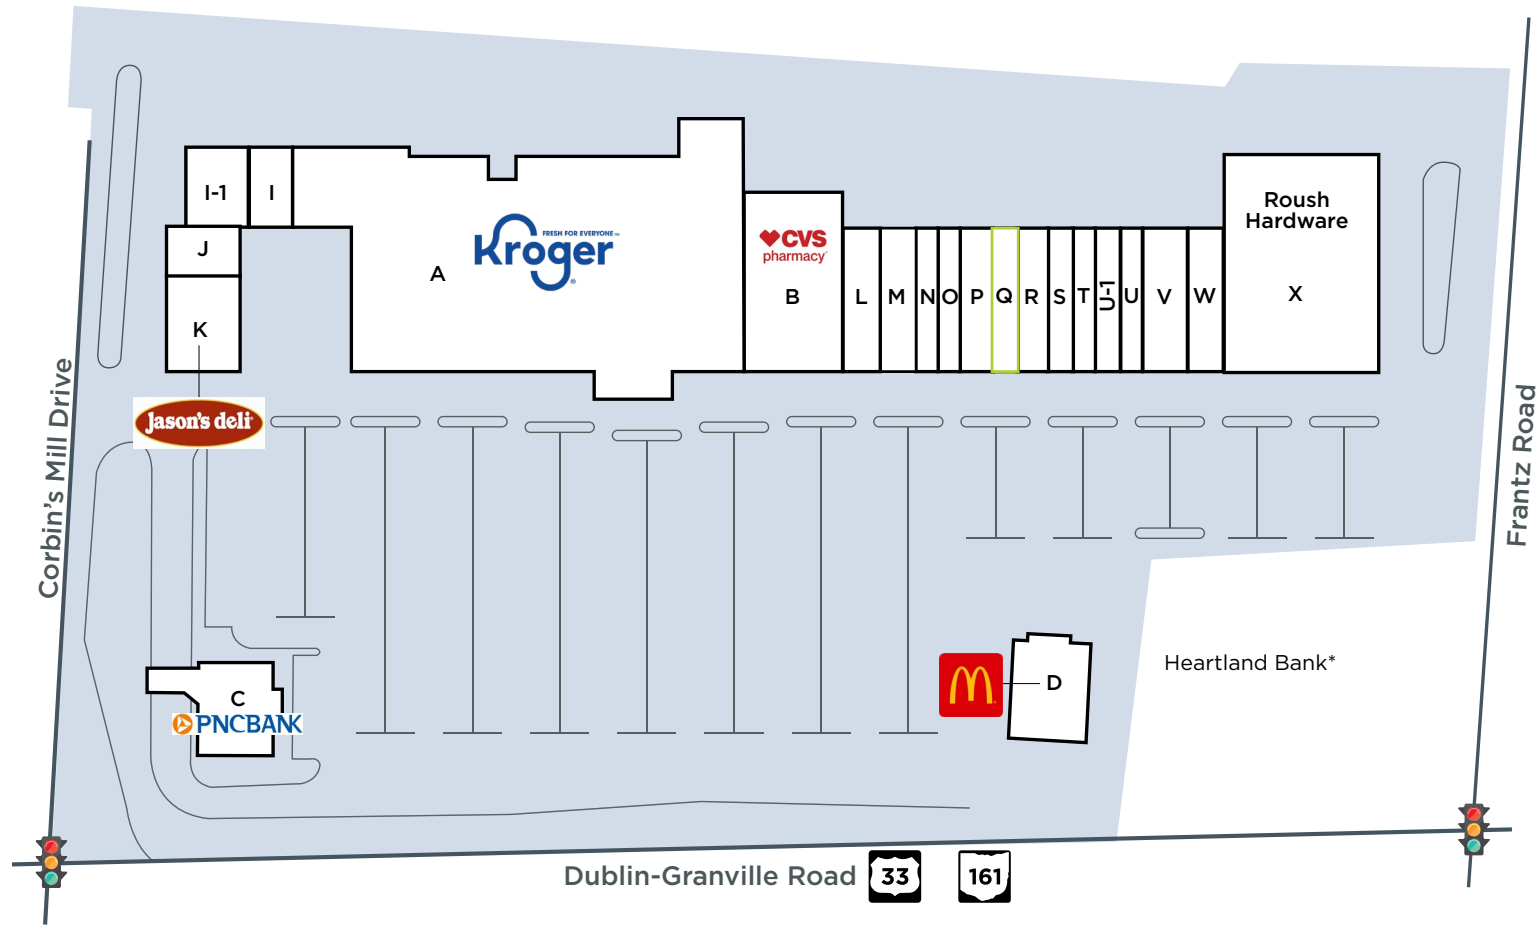 I-1
I
J
K
Jason's deli
A
FRESH FOR EVERYONE™
Kroger®
CVS
pharmacy
B
L
M
N
O
P
Q
R
S
T
U-1
U
V
W
Roush
Hardware
X
Corbin's Mill Drive
Frantz Road
C
PNCBANK
D
Heartland Bank*
Dublin-Granville Road
33
161